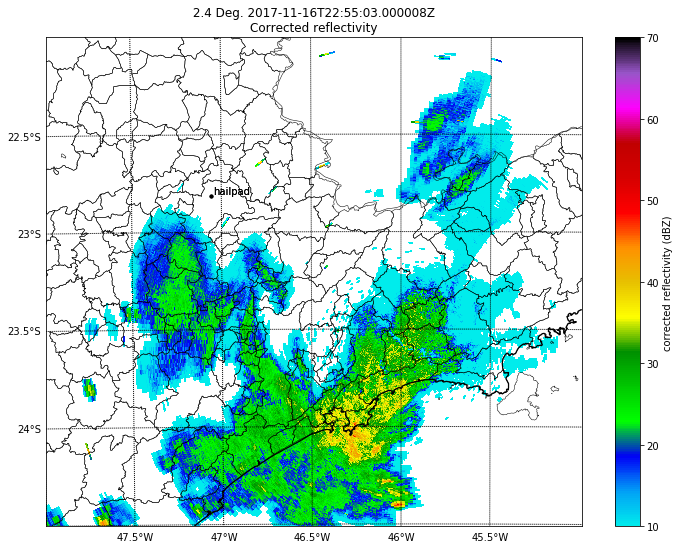 2.4 Deg. 2017-11-16T22:55:03.000008Z
Corrected reflectivity
70
60
50
40
30
20
10
corrected reflectivity (dBZ)
22.5°S
hailpad
23°S
23.5°S
24°S
47.5°W
47°W
46.5°W
46°W
45.5°W